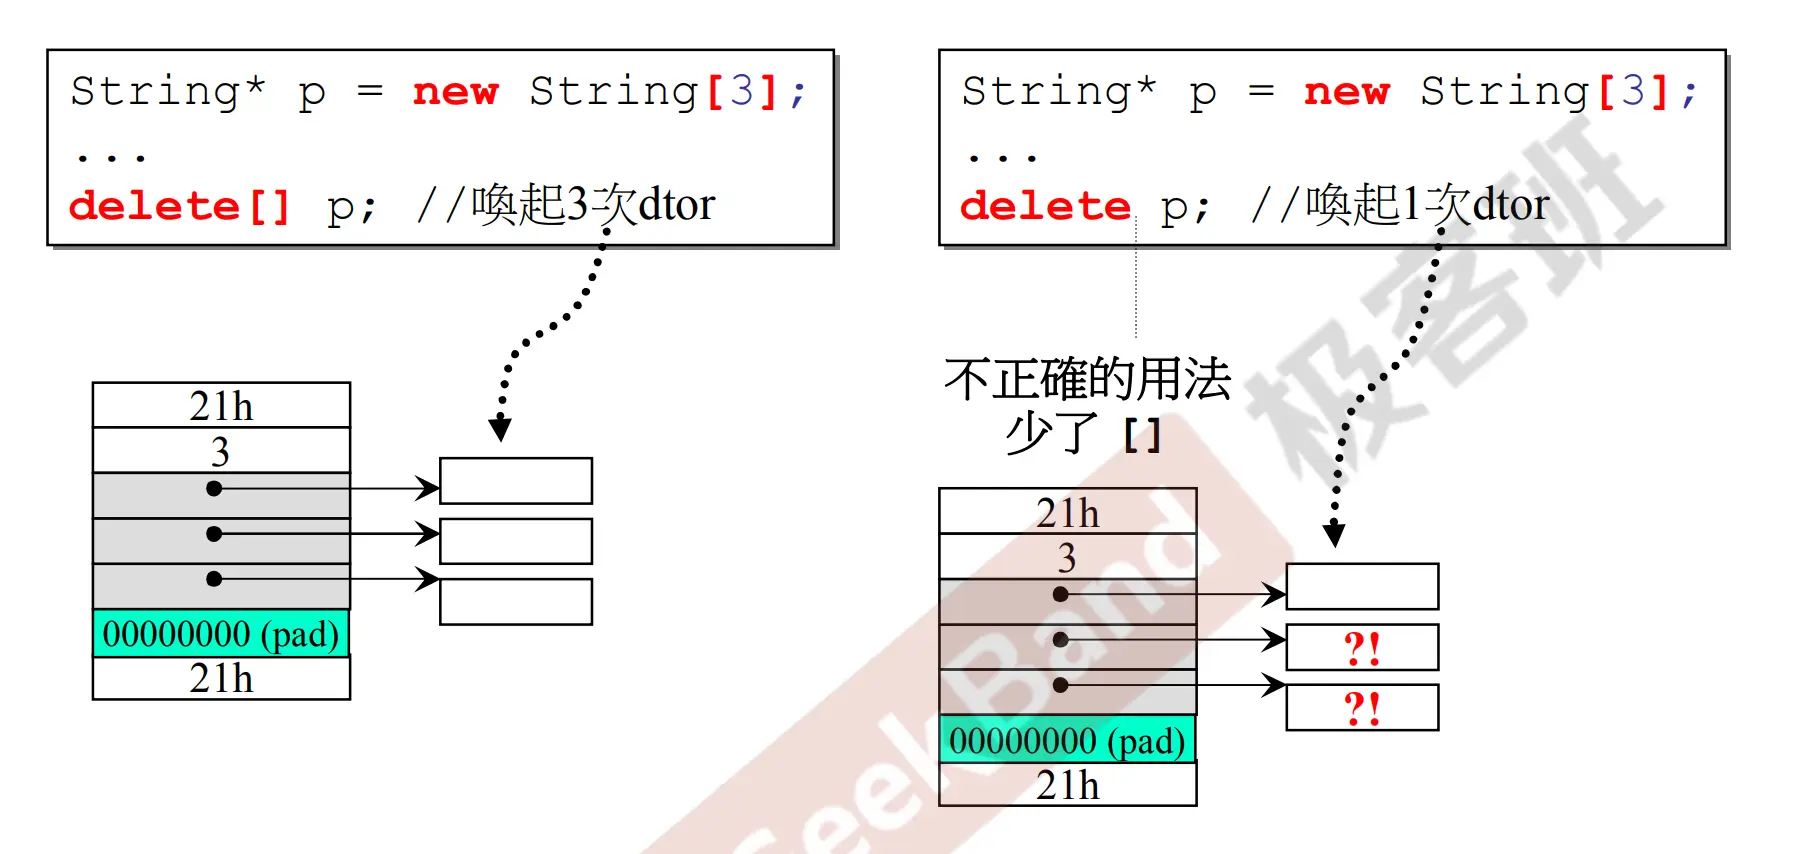 String* p = new String[3];
...
delete[] p; //喚起3次dtor
21h
3
00000000 (pad)
21h
String* p = new String[3];
...
delete p; //喚起1次dtor
不正確的用法
少了 []
21h
3
?!
?!
00000000 (pad)
21h
GeekBand 极客班